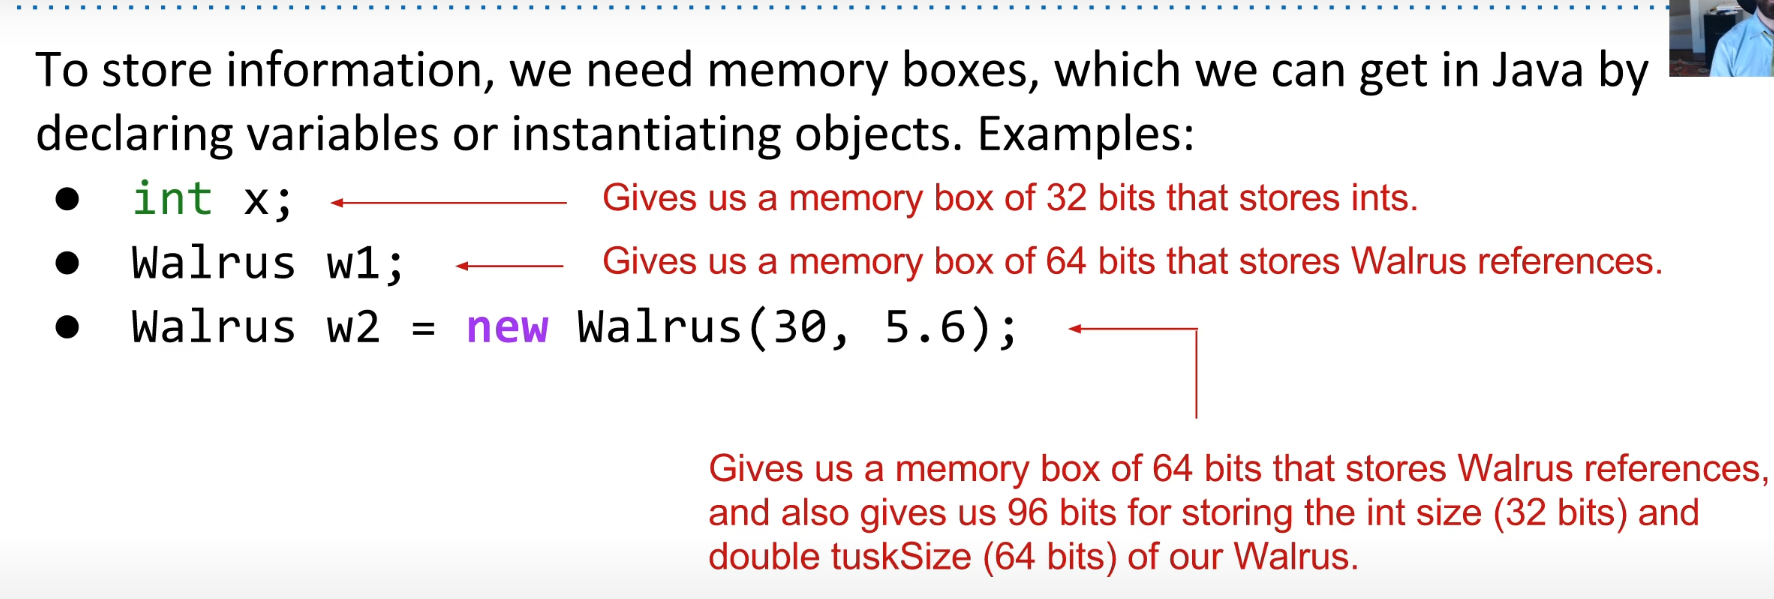 To store information, we need memory boxes, which we can get in Java by
declaring variables or instantiating objects. Examples:
● int x; Gives us a memory box of 32 bits that stores ints.
● Walrus w1; Gives us a memory box of 64 bits that stores Walrus references.
● Walrus w2 = new Walrus(30, 5.6);
Gives us a memory box of 64 bits that stores Walrus references,
and also gives us 96 bits for storing the int size (32 bits) and
double tuskSize (64 bits) of our Walrus.